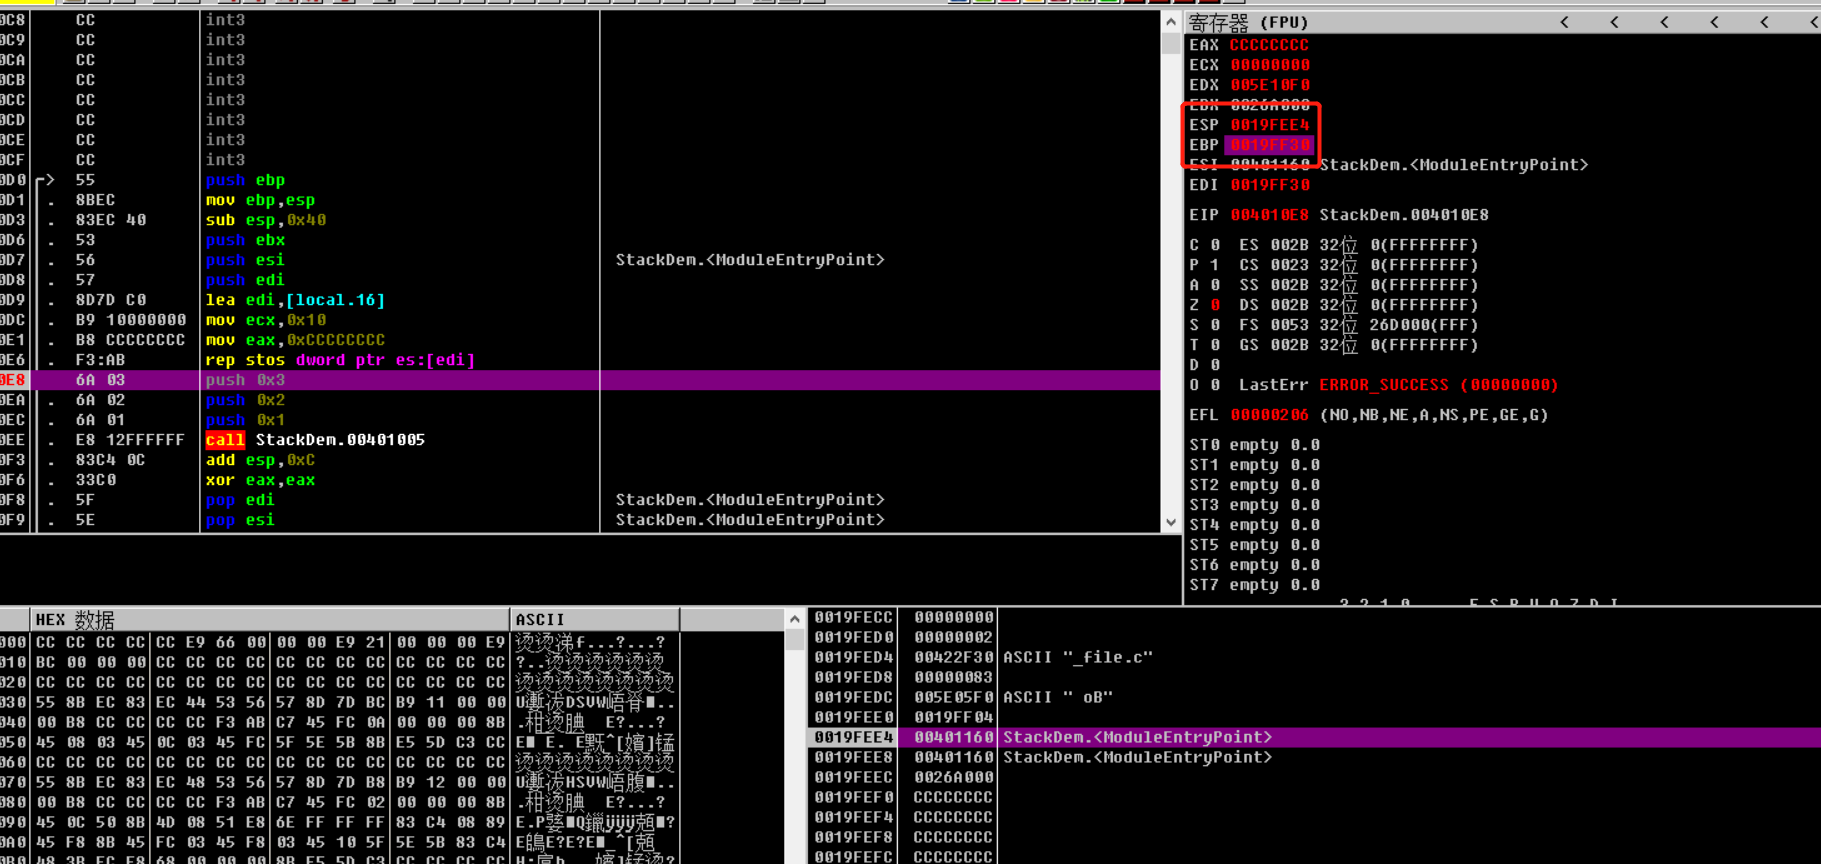 0C8 CC int3
0C9 CC int3
0CA CC int3
0CB CC int3
0CC CC int3
0CD CC int3
0CE CC int3
0CF CC int3
0D0 > 55 push ebp
0D1 . 8BEC mov ebp,esp
0D3 . 83EC 40 sub esp,0x40
0D6 . 53 push ebx
0D7 . 56 push esi StackDem.<ModuleEntryPoint>
0D8 . 57 push edi
0D9 . 8D7D C0 lea edi,[local.16]
0DC . B9 10000000 mov ecx,0x10
0E1 . B8 CCCCCCCC mov eax,0xCCCCCCCC
0E6 . F3:AB rep stos dword ptr es:[edi]
0E8 6A 03 push 0x3
0EA . 6A 02 push 0x2
0EC . 6A 01 push 0x1
0EE . E8 12FFFFFF call StackDem.00401005
0F3 . 83C4 0C add esp,0xC
0F6 . 33C0 xor eax,eax
0F8 . 5F pop edi StackDem.<ModuleEntryPoint>
0F9 . 5E pop esi StackDem.<ModuleEntryPoint>
寄存器 (FPU) < < < < < <
EAX CCCCCCCC
ECX 00000000
EDX 005E10F0
EBX 0026A000
ESP 0019FEE4
EBP 0019FF30
ESI 00401160 StackDem.<ModuleEntryPoint>
EDI 0019FF30
EIP 004010E8 StackDem.004010E8
C 0 ES 002B 32位 0(FFFFFFFF)
P 1 CS 0023 32位 0(FFFFFFFF)
A 0 SS 002B 32位 0(FFFFFFFF)
Z 0 DS 002B 32位 0(FFFFFFFF)
S 0 FS 0053 32位 26D000(FFF)
T 0 GS 002B 32位 0(FFFFFFFF)
D 0
O 0 LastErr ERROR_SUCCESS (00000000)
EFL 00000206 (NO,NB,NE,A,NS,PE,GE,G)
ST0 empty 0.0
ST1 empty 0.0
ST2 empty 0.0
ST3 empty 0.0
ST4 empty 0.0
ST5 empty 0.0
ST6 empty 0.0
ST7 empty 0.0
3 2 1 0 E S P U O Z D I
HEX 数据 ASCII
000 CC CC CC CC CC E9 66 00 00 00 E9 21 00 00 00 E9
010 BC 00 00 00 CC CC CC CC CC CC CC CC CC CC CC CC
020 CC CC CC CC CC CC CC CC CC CC CC CC CC CC CC CC
030 55 8B EC 83 EC 44 53 56 57 8D 7D BC B9 11 00 00
040 00 B8 CC CC CC CC F3 AB C7 45 FC 0A 00 00 00 8B
050 45 08 03 45 0C 03 45 FC 5F 5E 5B 8B E5 5D C3 CC
060 CC CC CC CC CC CC CC CC CC CC CC CC CC CC CC CC
070 55 8B EC 83 EC 48 53 56 57 8D 7D B8 B9 12 00 00
080 00 B8 CC CC CC CC F3 AB C7 45 FC 02 00 00 00 8B
090 45 0C 50 8B 4D 08 51 E8 6E FF FF FF 83 C4 08 89
0A0 45 F8 8B 45 FC 03 45 F8 03 45 10 5F 5E 5B 83 C4
0B0 48 3B EC E8 68 00 00 00 8B E5 5D C3 CC CC CC CC
0019FECC 00000000
0019FED0 00000002
0019FED4 00422F30 ASCII "_file.c"
0019FED8 00000083
0019FEDC 005E05F0 ASCII " oB"
0019FEE0 0019FF04
0019FEE4 00401160 StackDem.<ModuleEntryPoint>
0019FEE8 00401160 StackDem.<ModuleEntryPoint>
0019FEEC 0026A000
0019FEF0 CCCCCCCC
0019FEF4 CCCCCCCC
0019FEF8 CCCCCCCC
0019FEFC CCCCCCCC